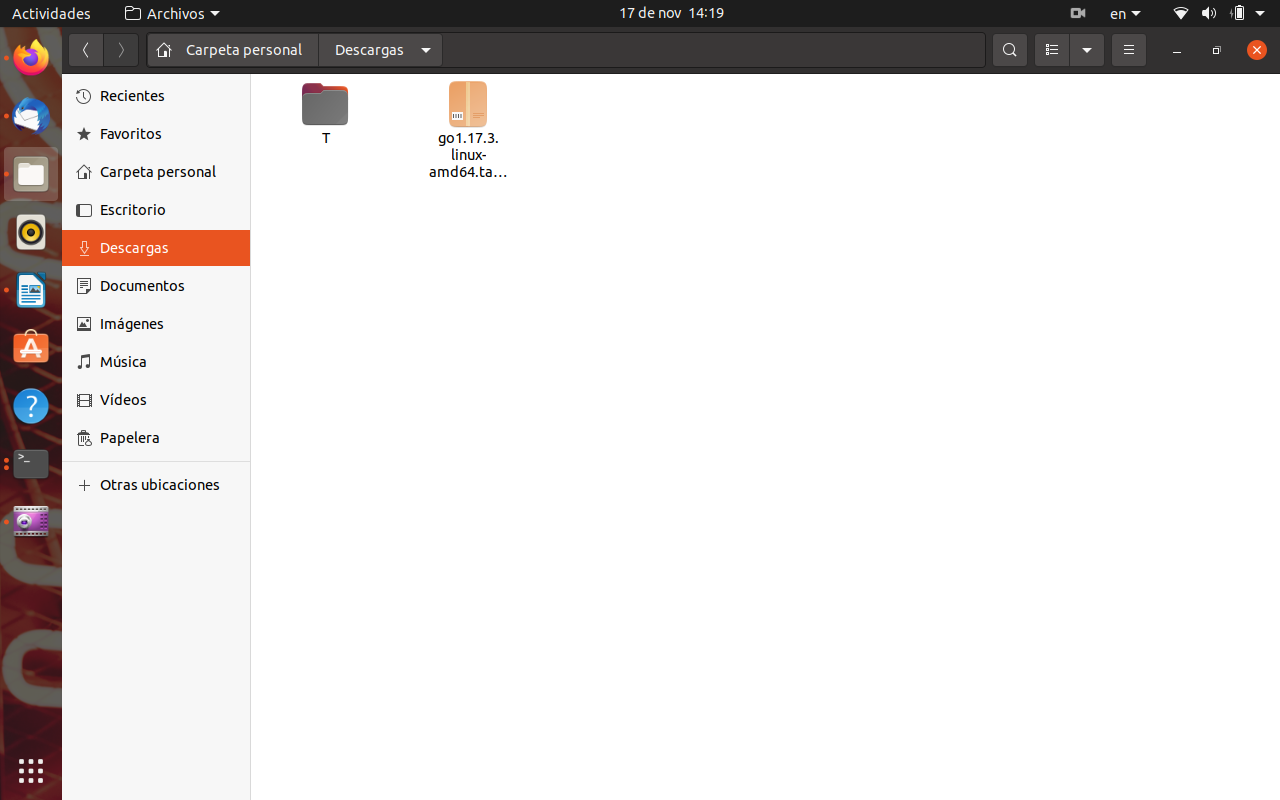 Actividades
Archivos
17 de nov 14:19
en
Carpeta personal
Descargas
Recientes
Favoritos
Carpeta personal
Escritorio
Descargas
Documentos
Imágenes
Música
Vídeos
Papelera
Otras ubicaciones
T
go1.17.3.
linux-
amd64.ta…